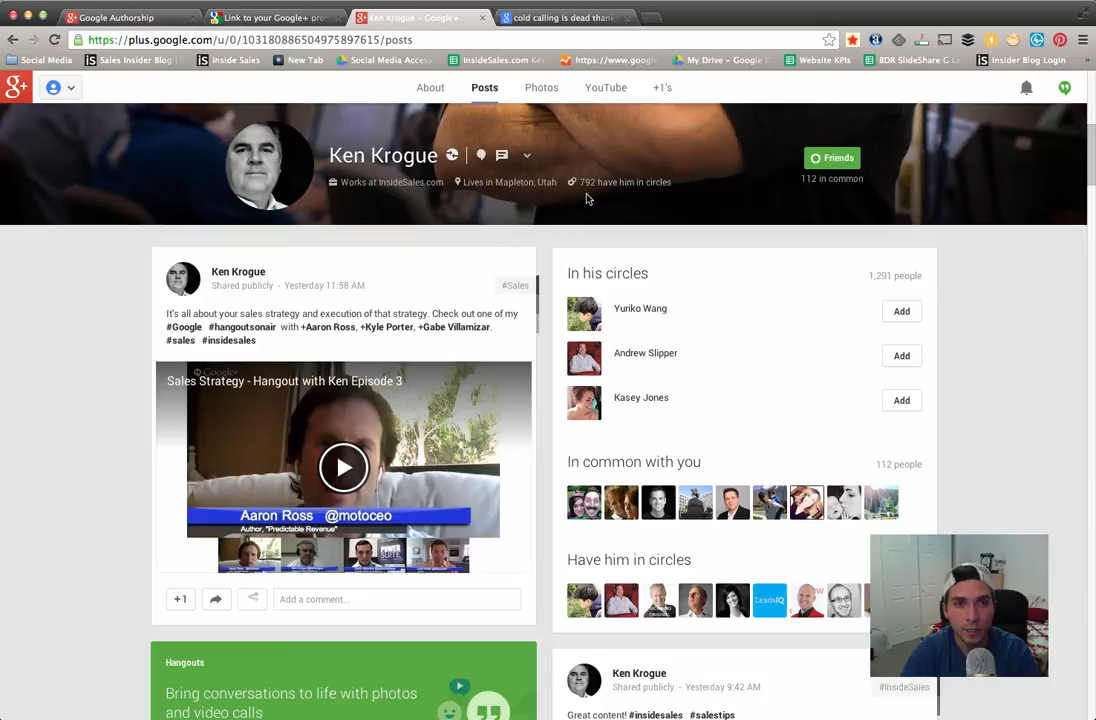 Google Authorship
Link to your Google+ pro
Ken Krogue - Google+
cold calling is dead thank
https://plus.google.com/u/0/103180886504975897615/posts
Social Media
Sales Insider Blog
Inside Sales
New Tab
Social Media Access
InsideSales.com Ke
https://www.goog
My Drive - Google
Website KPIs
BDR SlideShare G
Insider Blog Login
»
g+
About
Posts
Photos
YouTube
+1's
Ken Krogue
Works at InsideSales.com
Lives in Mapleton, Utah
792 have him in circles
Friends
112 in common
Ken Krogue
Shared publicly - Yesterday 11:58 AM
#Sales
It's all about your sales strategy and execution of that strategy. Check out one of my
#Google #hangoutsonair with +Aaron Ross, +Kyle Porter, +Gabe Villamizar.
#sales #insidesales
Google+
Sales Strategy - Hangout with Ken Episode 3
Aaron Ross @motoceo
Author, "Predictable Revenue"
POWER
SUITE
+1
Add a comment...
Hangouts
Bring conversations to life with photos
and video calls
In his circles
1,291 people
Yuriko Wang
Add
Andrew Slipper
Add
Kasey Jones
Add
In common with you
112 people
Have him in circles
LeadsIQ
Ken Krogue
Shared publicly - Yesterday 9:42 AM
#InsideSales
Great content! #insidesales #salestips